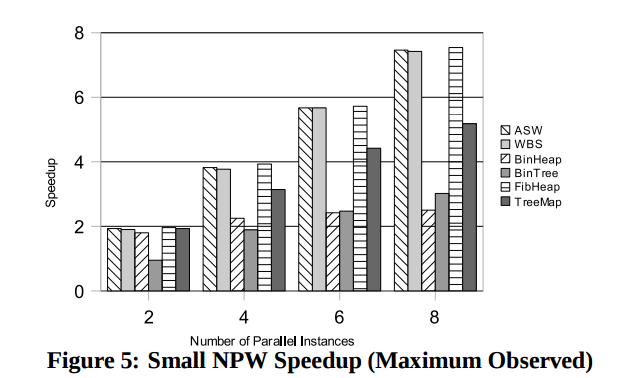 8
6
4
2
0
Speedup
2
4
6
8
Number of Parallel Instances
ASW
WBS
BinHeap
BinTree
FibHeap
TreeMap
Figure 5: Small NPW Speedup (Maximum Observed)